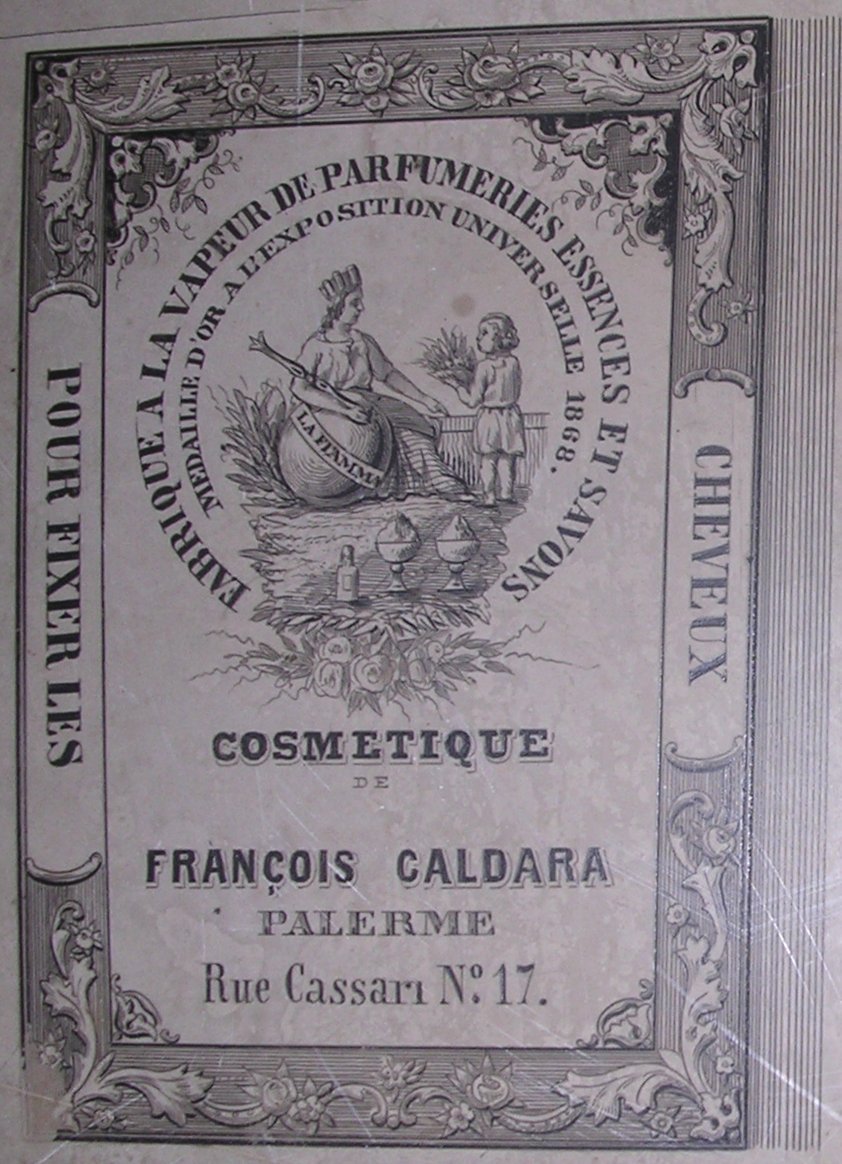 FABRIQUE A LA VAPEUR DE PARFUMERIES ESSENCES ET SAVONS
MEDAILLE D'OR A L'EXPOSITION UNIVERSELLE 1868.
LA FIAMMA
POUR FIXER LES
CHEVEUX
COSMETIQUE
DE
FRANÇOIS CALDARA
PALERME
Rue Cassari Nº 17.